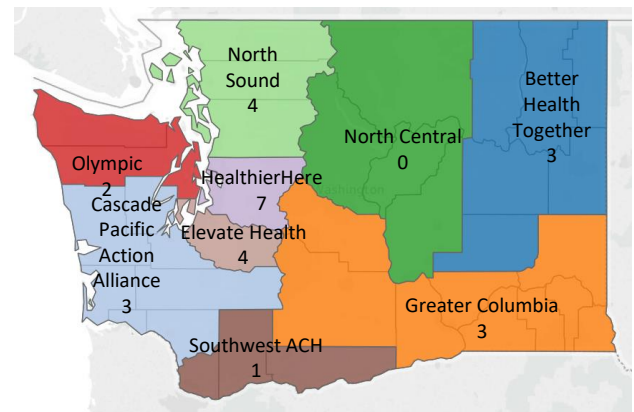 North
Sound
4
Better
Health
Together
3
North Central
0
Washington
Olympic
2
HealthierHere
7
Cascade
Pacific
Action
Alliance
3
Elevate Health
4
Greater Columbia
3
Southwest ACH
1